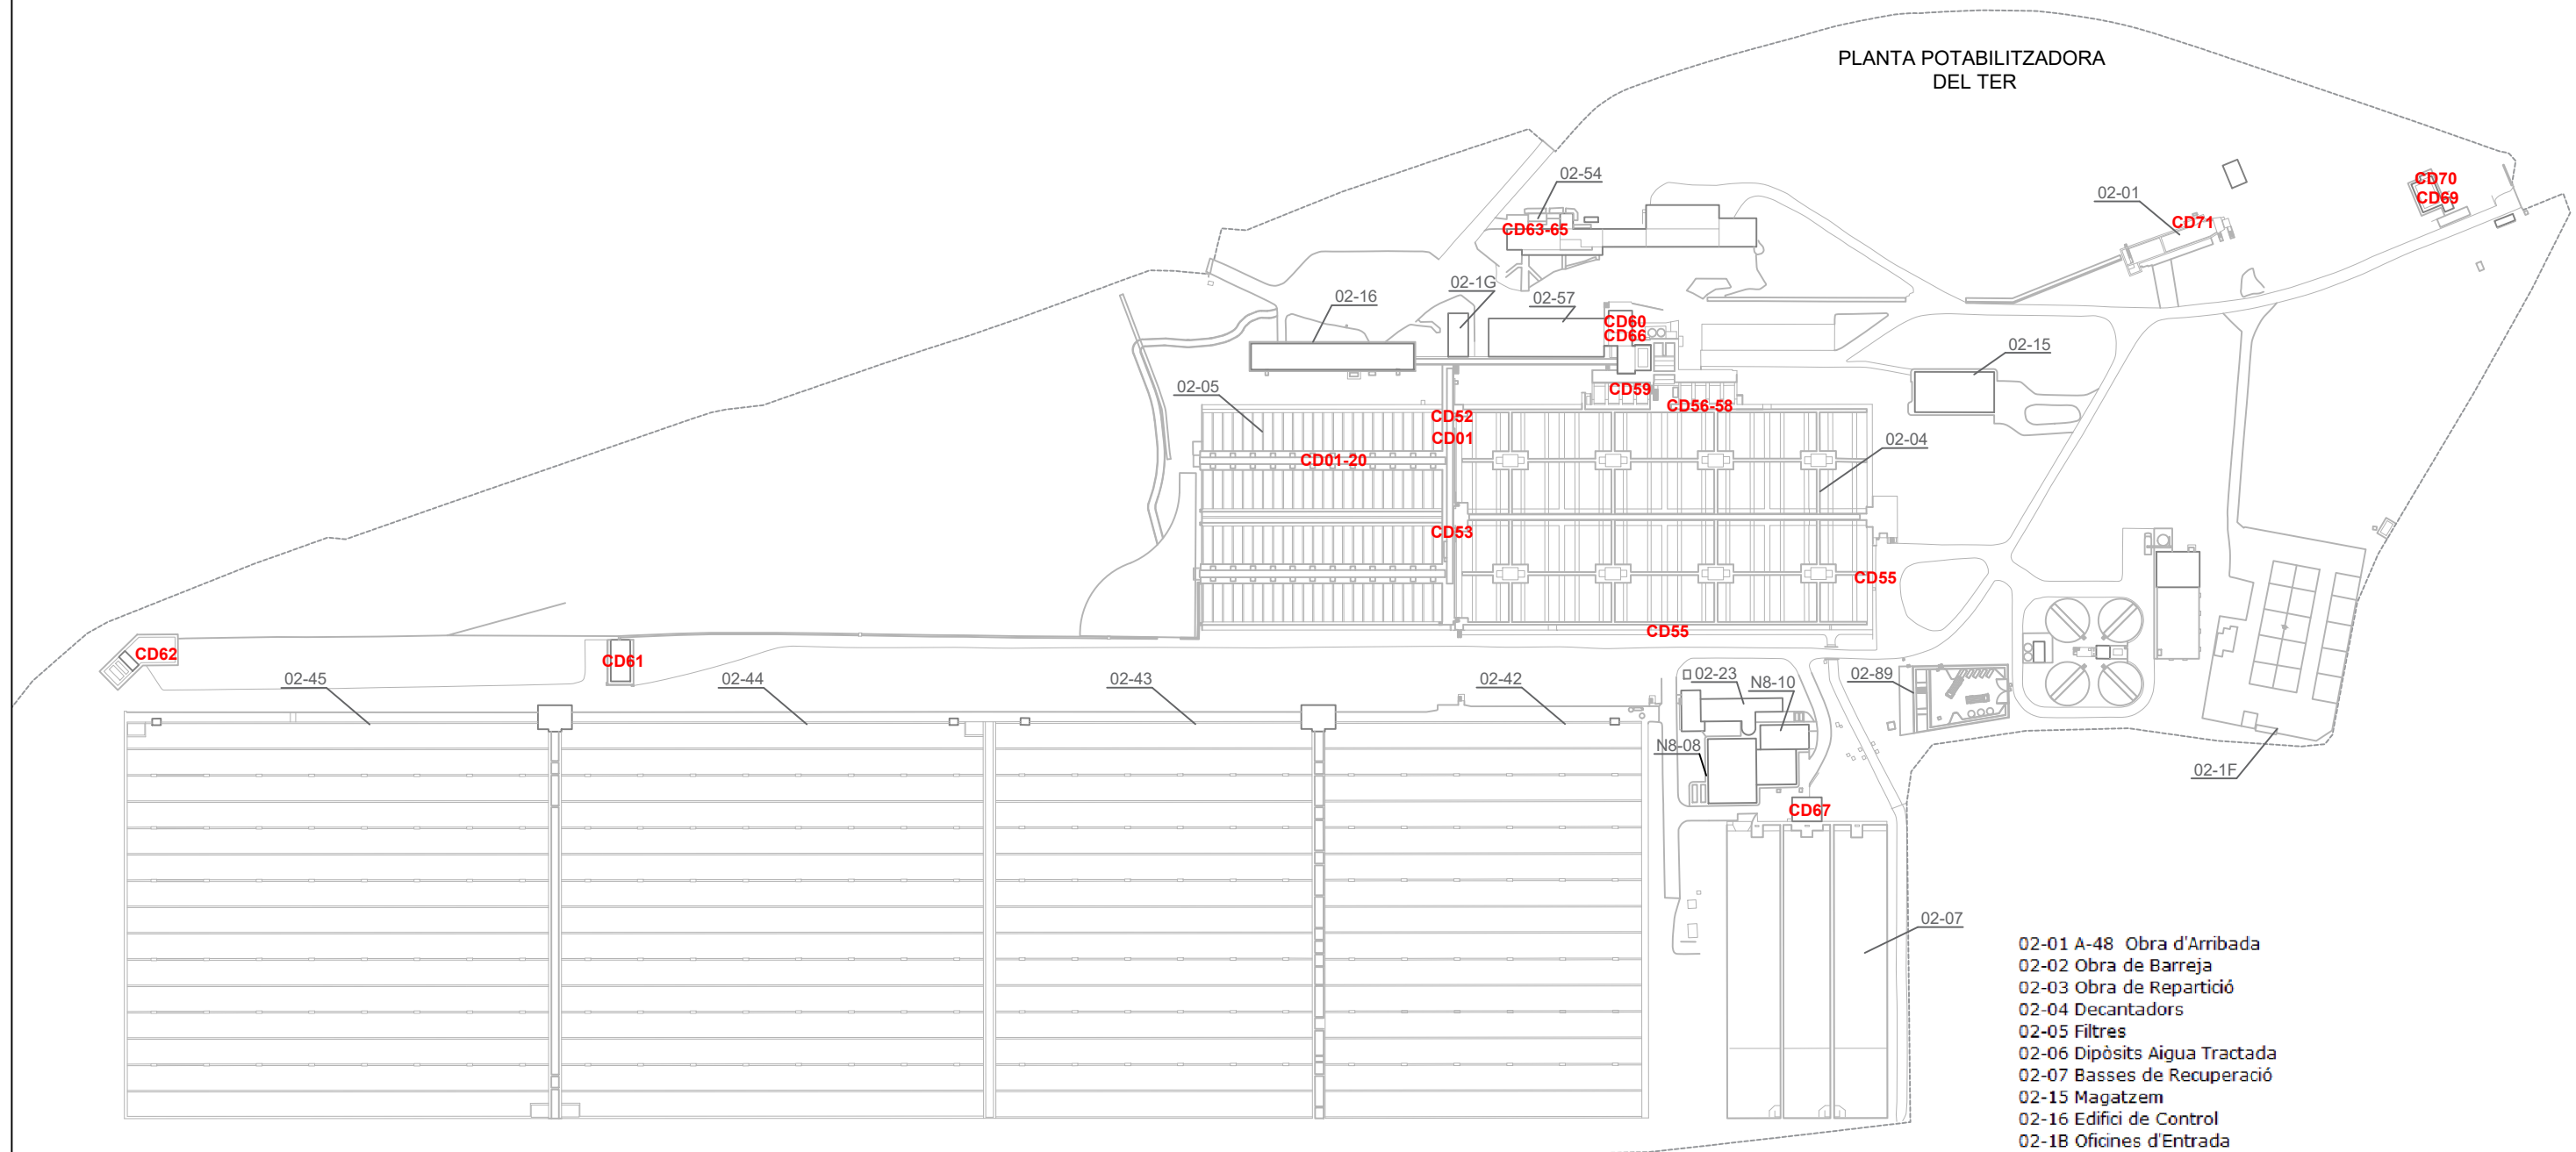 PLANTA POTABILITZADORA
DEL TER
02-54
CD70
02-01
CD69
CD71
CD63-65
02-1G
02-16
02-57
CD60
CD66
02-15
02-05
CD59
CD56-58
CD52
CD01
02-04
CD01-20
CD53
CD55
CD55
CD62
CD61
02-45
02-44
02-43
02-42
02-23
N8-10
02-89
N8-08
02-1F
CD67
02-07
02-01 A-48 Obra d'Arribada
02-02 Obra de Barreja
02-03 Obra de Repartició
02-04 Decantadors
02-05 Filtres
02-06 Dipòsits Aigua Tractada
02-07 Basses de Recuperació
02-15 Magatzem
02-16 Edifici de Control
02-1B Oficines d'Entrada